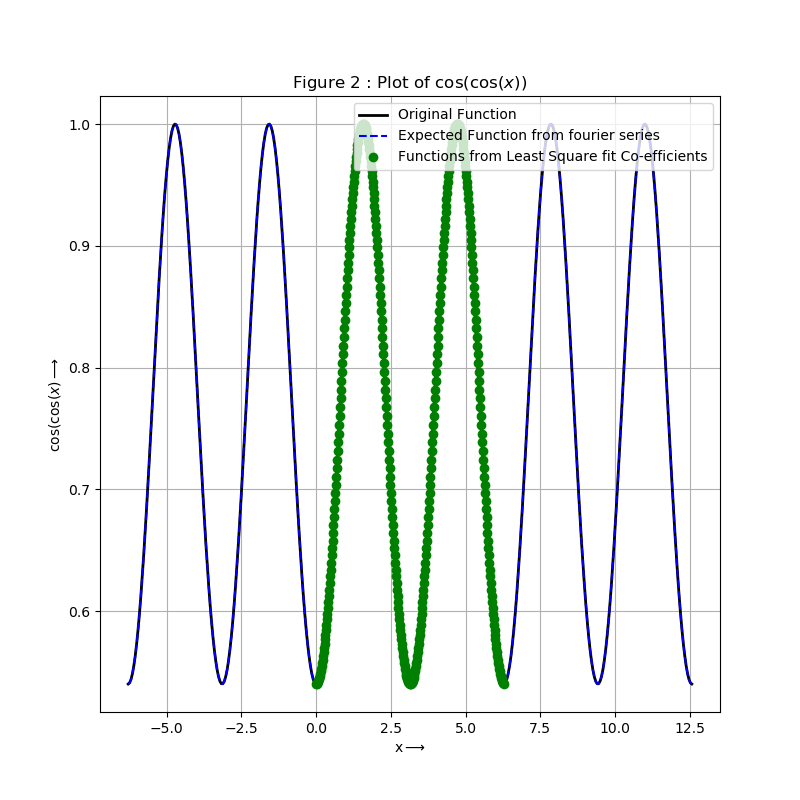 Figure 2 : Plot of cos(cos(x))
Original Function
Expected Function from fourier series
Functions from Least Square fit Co-efficients
1.0
0.9
0.8
0.7
0.6
cos(cos(x)⟶
−5.0 −2.5 0.0 2.5 5.0 7.5 10.0 12.5
x⟶